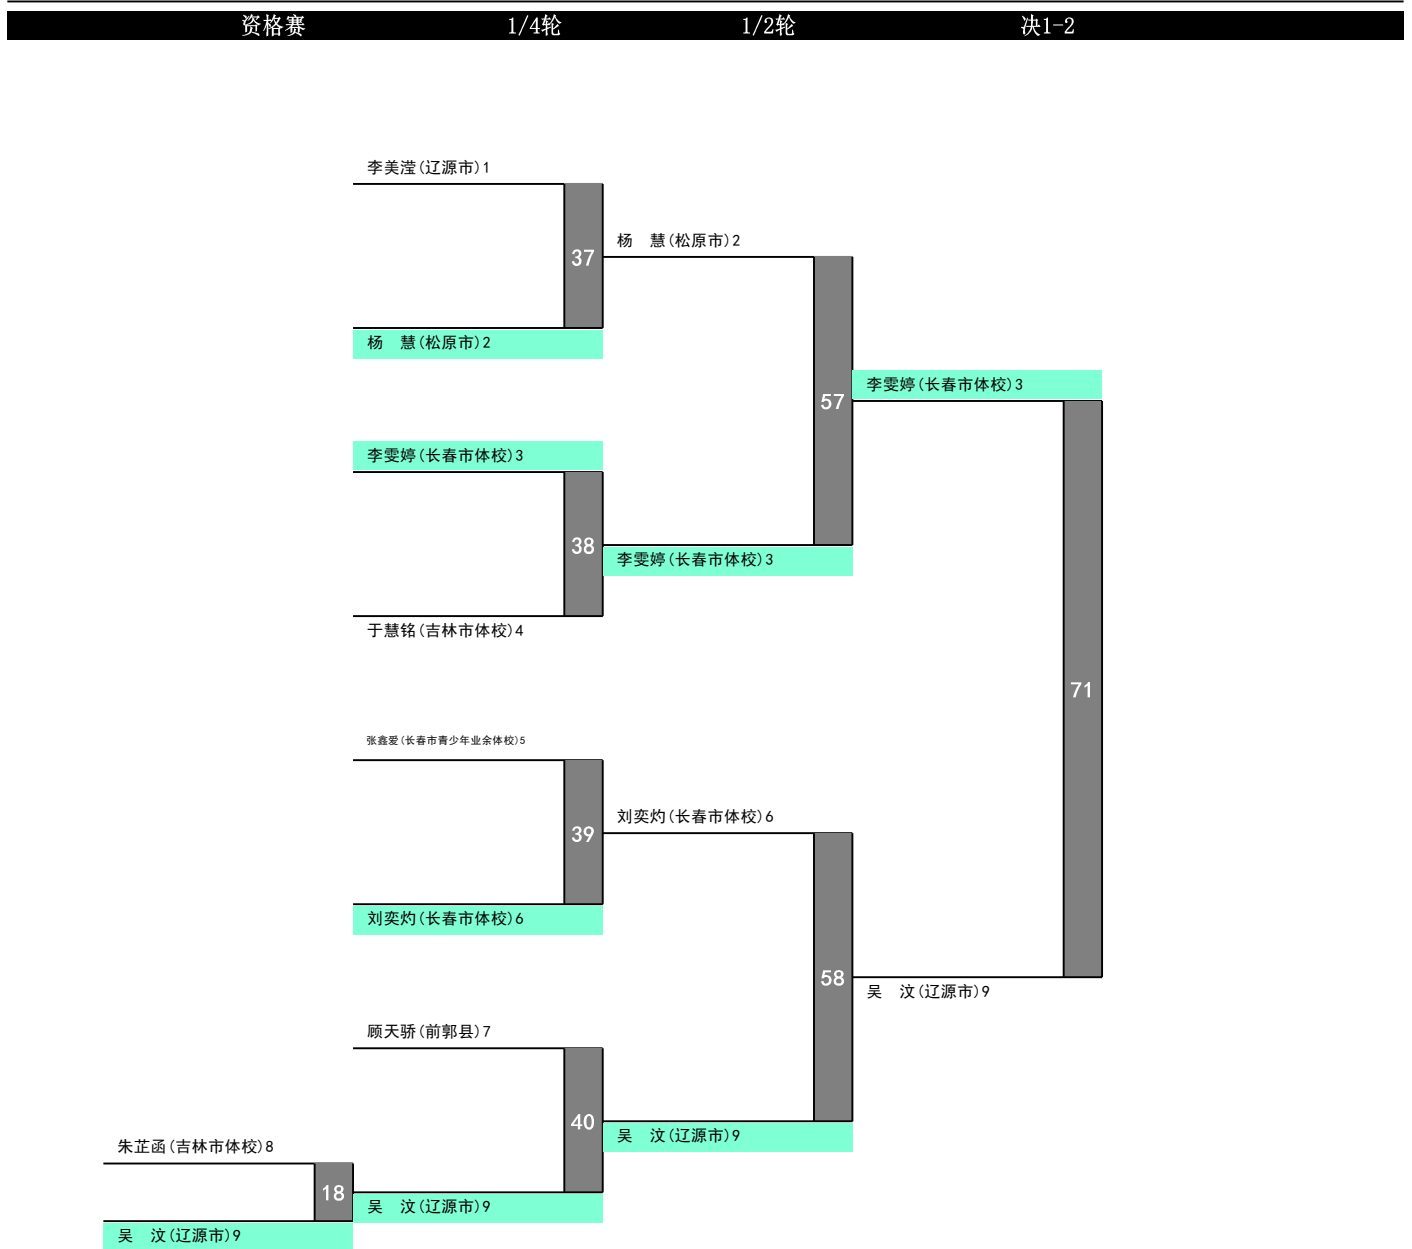 资格赛 1/4轮 1/2轮 决1-2
李美滢(辽源市)1
杨　慧(松原市)2
37
杨　慧(松原市)2
李雯婷(长春市体校)3
57
李雯婷(长春市体校)3
38
李雯婷(长春市体校)3
于慧铭(吉林市体校)4
71
张鑫爱(长春市青少年业余体校)5
刘奕灼(长春市体校)6
39
刘奕灼(长春市体校)6
58
吴　汶(辽源市)9
顾天骄(前郭县)7
40
吴　汶(辽源市)9
朱芷函(吉林市体校)8
18
吴　汶(辽源市)9
吴　汶(辽源市)9